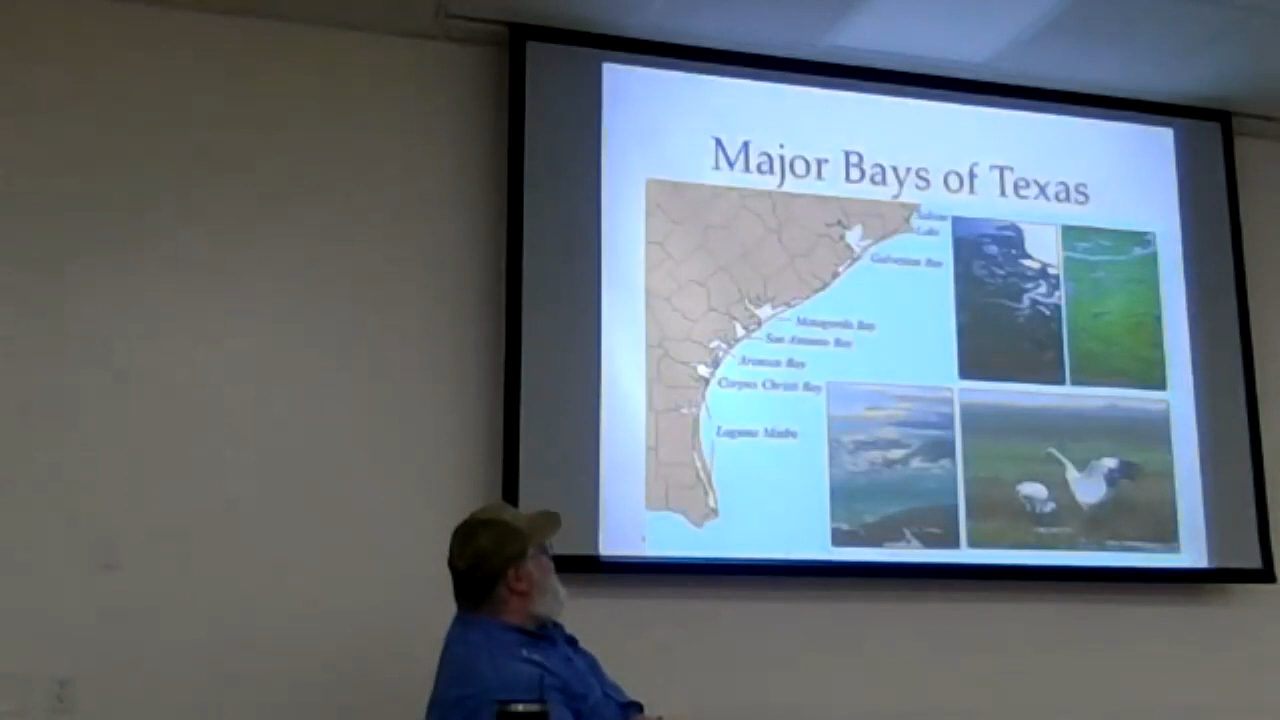 Major Bays of Texas
Sabine
Lake
Galveston Bay
Matagorda Bay
San Antonio Bay
Aransas Bay
Corpus Christi Bay
Laguna Madre